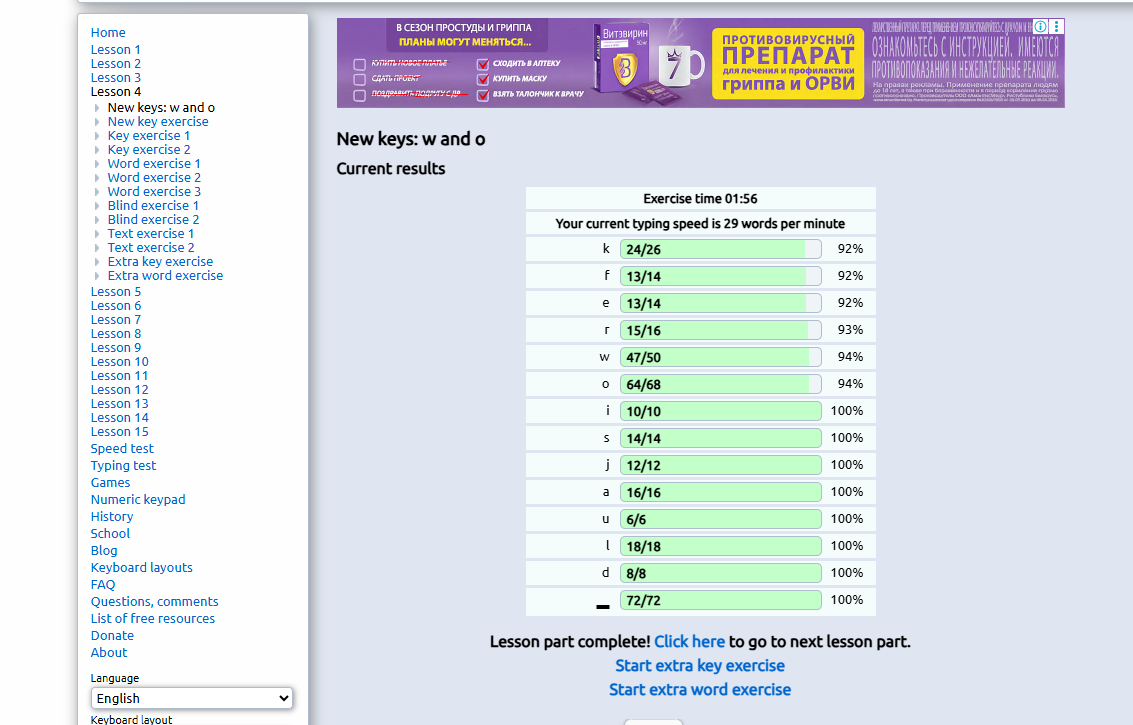 Home
Lesson 1
Lesson 2
Lesson 3
Lesson 4
New keys: w and o
New key exercise
Key exercise 1
Key exercise 2
Word exercise 1
Word exercise 2
Word exercise 3
Blind exercise 1
Blind exercise 2
Text exercise 1
Text exercise 2
Extra key exercise
Extra word exercise
Lesson 5
Lesson 6
Lesson 7
Lesson 8
Lesson 9
Lesson 10
Lesson 11
Lesson 12
Lesson 13
Lesson 14
Lesson 15
Speed test
Typing test
Games
Numeric keypad
History
School
Blog
Keyboard layouts
FAQ
Questions, comments
List of free resources
Donate
About
Language
English
Keyboard layout
В СЕЗОН ПРОСТУДЫ И ГРИППА
ПЛАНЫ МОГУТ МЕНЯТЬСЯ...
КУПИТЬ НОВОЕ ПЛАТЬЕ
СДАТЬ ПРОЕКТ
ПОЗДРАВИТЬ ПОДРУГУ С ДР
СХОДИТЬ В АПТЕКУ
КУПИТЬ МАСКУ
ВЗЯТЬ ТАЛОНЧИК К ВРАЧУ
Витавирин
7
ПРОТИВОВИРУСНЫЙ
ПРЕПАРАТ
для лечения и профилактики
гриппа и ОРВИ
ОЗНАКОМЬТЕСЬ С ИНСТРУКЦИЕЙ. ИМЕЮТСЯ
ПРОТИВОПОКАЗАНИЯ И НЕЖЕЛАТЕЛЬНЫЕ РЕАКЦИИ.
На правах рекламы. Применение препарата людям
New keys: w and o
Current results
Exercise time 01:56
Your current typing speed is 29 words per minute
k 24/26 92%
f 13/14 92%
e 13/14 92%
r 15/16 93%
w 47/50 94%
o 64/68 94%
i 10/10 100%
s 14/14 100%
j 12/12 100%
a 16/16 100%
u 6/6 100%
l 18/18 100%
d 8/8 100%
_ 72/72 100%
Lesson part complete! Click here to go to next lesson part.
Start extra key exercise
Start extra word exercise